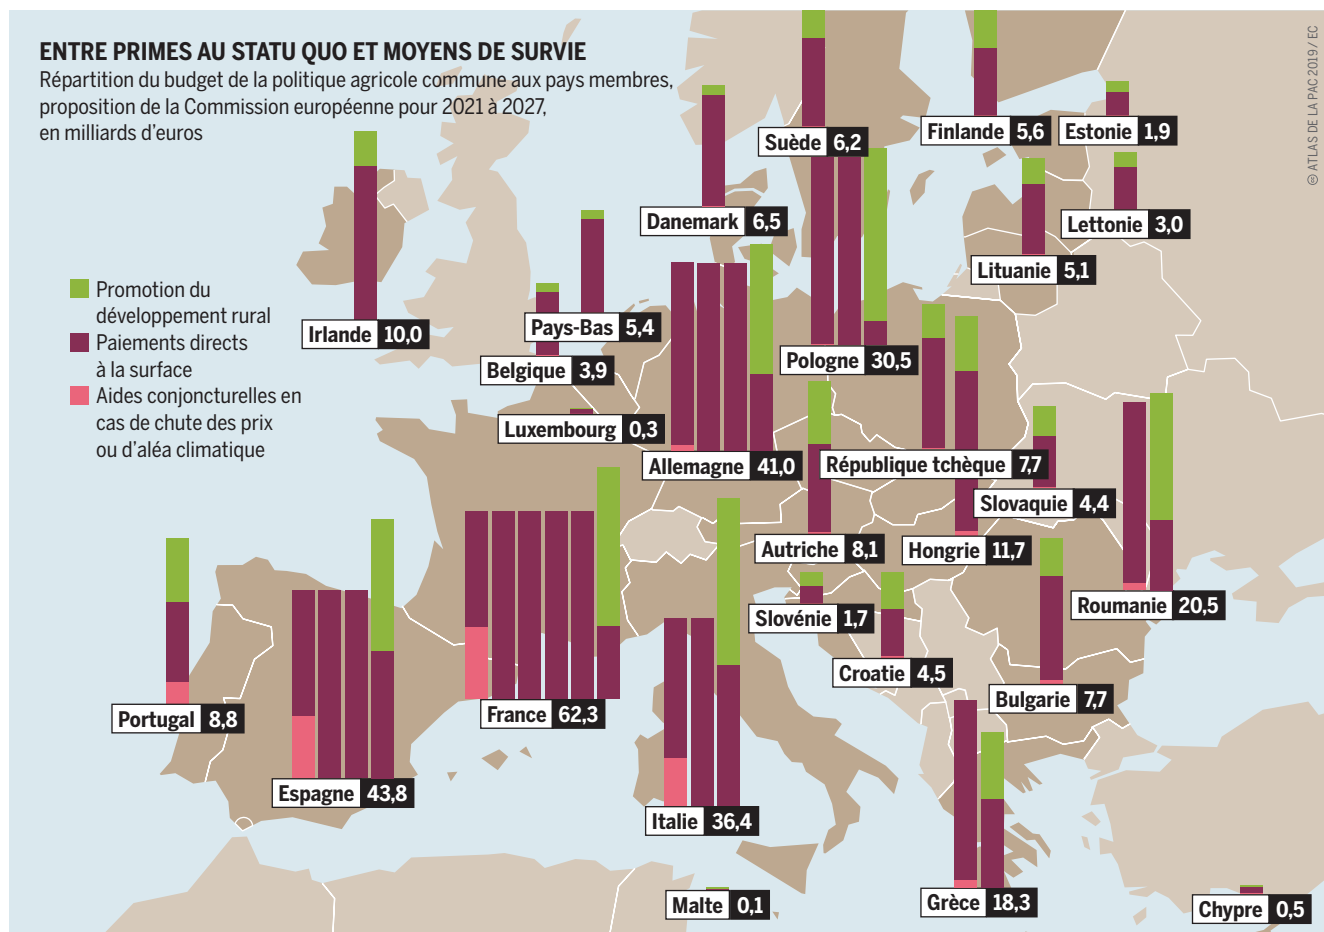 ENTRE PRIMES AU STATU QUO ET MOYENS DE SURVIE
Répartition du budget de la politique agricole commune aux pays membres,
proposition de la Commission européenne pour 2021 à 2027,
en milliards d'euros
© ATLAS DE LA PAC 2019 / EC
Suède 6,2
Finlande 5,6
Estonie 1,9
Danemark 6,5
Lettonie 3,0
Lituanie 5,1
Promotion du
développement rural
Paiements directs
à la surface
Aides conjoncturelles en
cas de chute des prix
ou d'aléa climatique
Irlande 10,0
Pays-Bas 5,4
Belgique 3,9
Pologne 30,5
Luxembourg 0,3
Allemagne 41,0
République tchèque 7,7
Slovaquie 4,4
Autriche 8,1
Hongrie 11,7
Roumanie 20,5
Slovénie 1,7
Croatie 4,5
Bulgarie 7,7
Portugal 8,8
France 62,3
Espagne 43,8
Italie 36,4
Malte 0,1
Grèce 18,3
Chypre 0,5